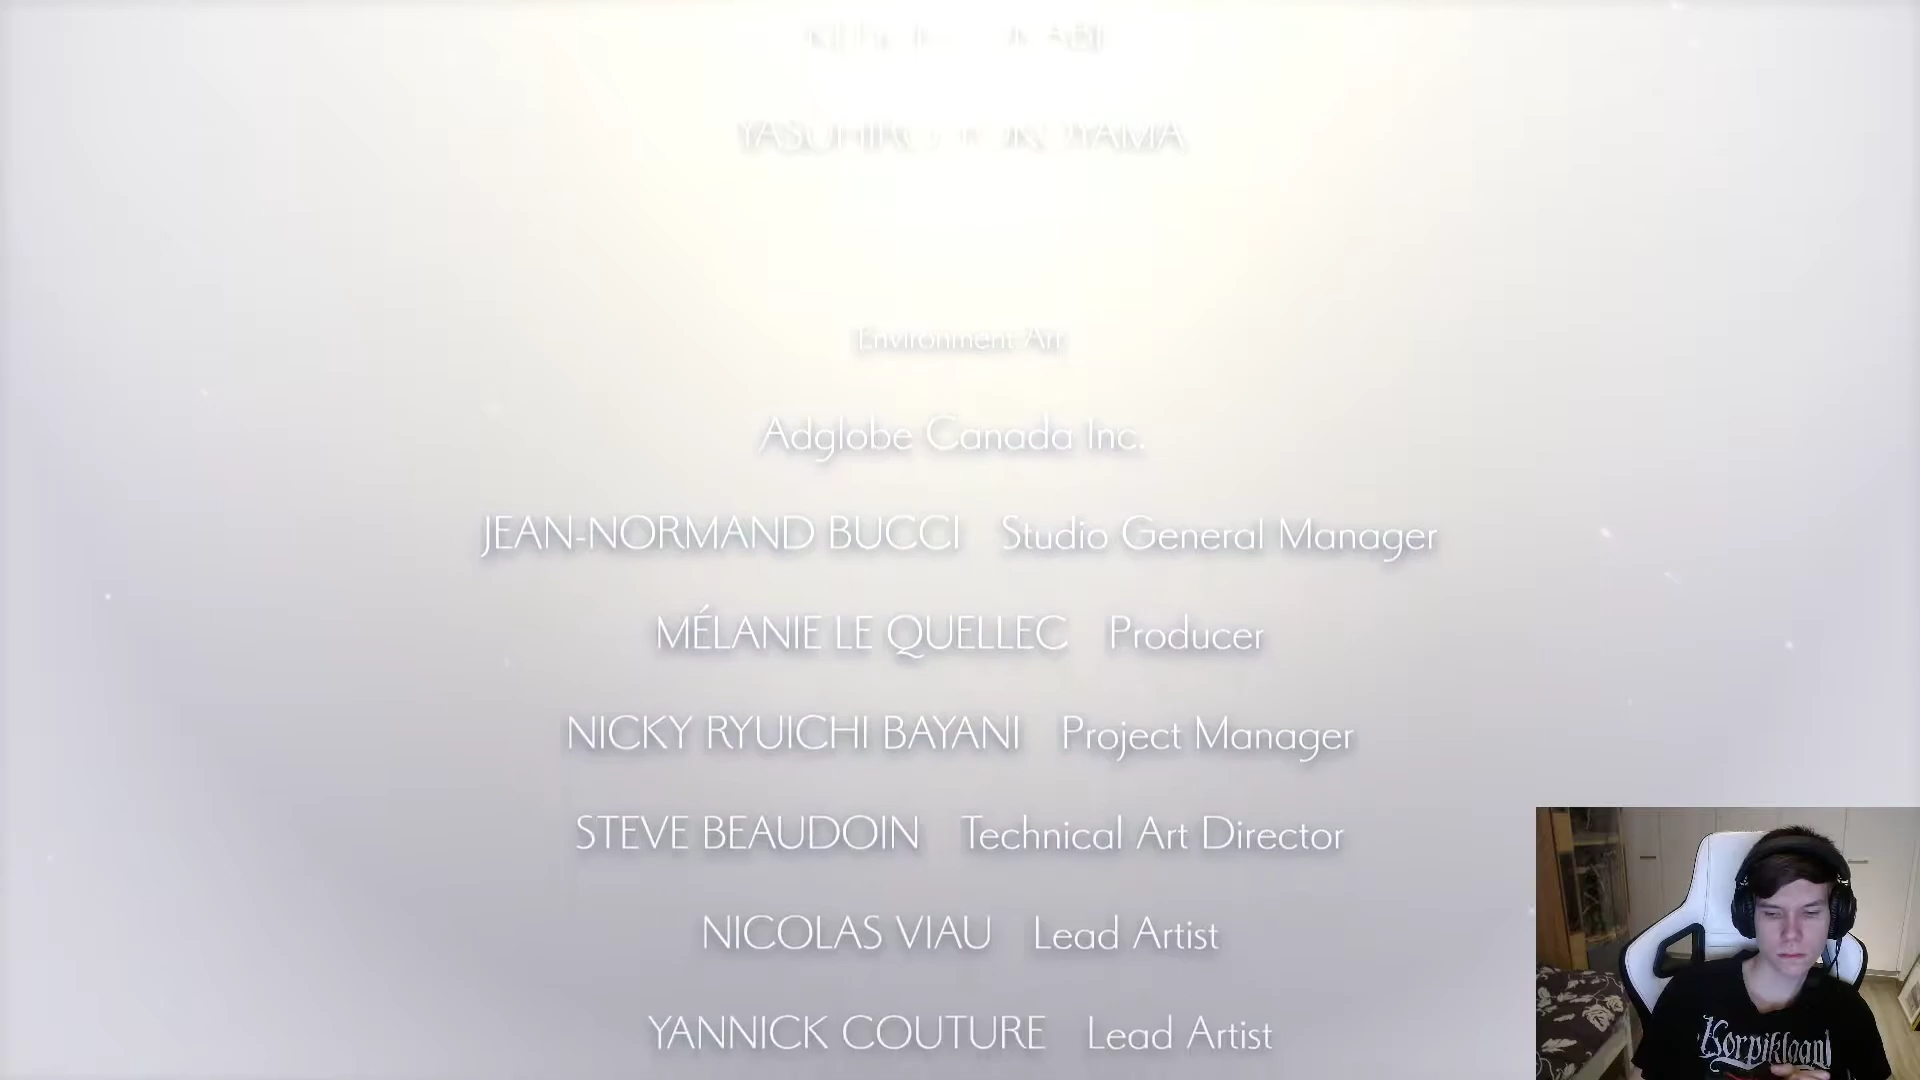 Environment Art
Adglobe Canada Inc.
JEAN-NORMAND BUCCI Studio General Manager
MÉLANIE LE QUELLEC Producer
NICKY RYUICHI BAYANI Project Manager
STEVE BEAUDOIN Technical Art Director
NICOLAS VIAU Lead Artist
YANNICK COUTURE Lead Artist
Korpiklaani